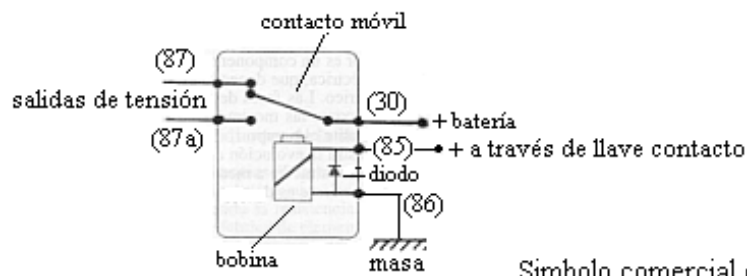 contacto móvil
(87)
salidas de tensión
(30)
+ batería
(87a)
(85)
+ a través de llave contacto
diodo
(86)
bobina
masa
Simbolo comercial